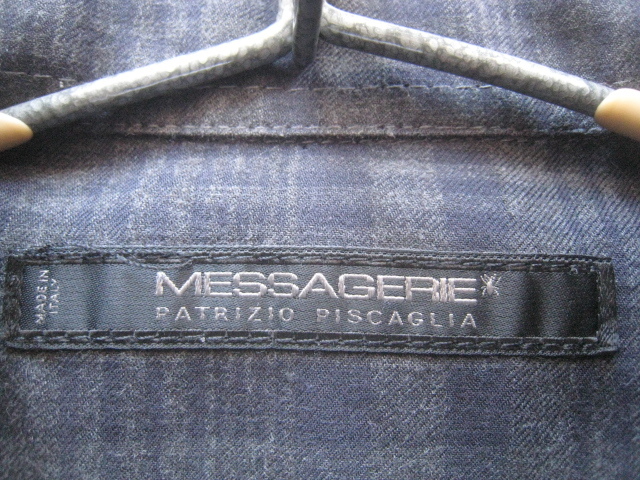 MADE IN
ITALY
MESSAGERIE
PATRIZIO PISCAGLIA